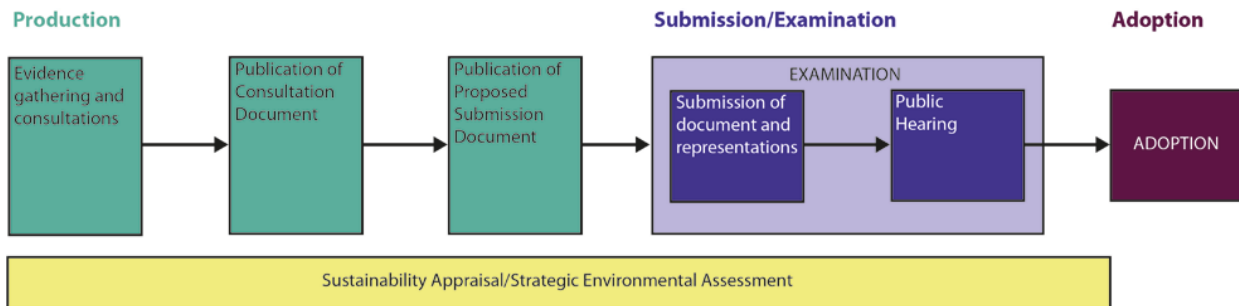 Production
Submission/Examination
Adoption
Evidence
gathering and
consultations
Publication of
Consultation
Document
Publication of
Proposed
Submission
Document
EXAMINATION
Submission of
document and
representations
Public
Hearing
ADOPTION
Sustainability Appraisal/Strategic Environmental Assessment